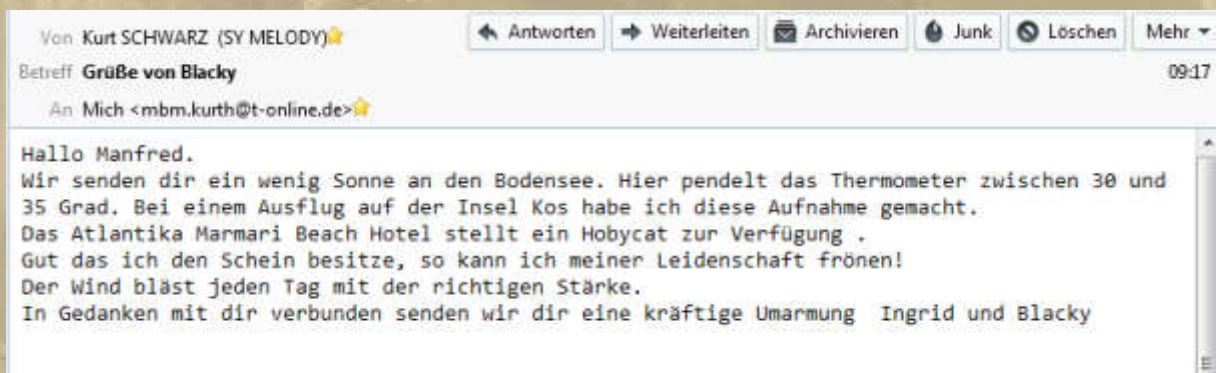 Von Kurt SCHWARZ (SY MELODY) Antworten Weiterleiten Archivieren Junk Löschen Mehr
Betreff Grüße von Blacky 09:17
An Mich <mbm.kurth@t-online.de>
Hallo Manfred.
Wir senden dir ein wenig Sonne an den Bodensee. Hier pendelt das Thermometer zwischen 30 und
35 Grad. Bei einem Ausflug auf der Insel Kos habe ich diese Aufnahme gemacht.
Das Atlantika Marmari Beach Hotel stellt ein Hobycat zur Verfügung .
Gut das ich den Schein besitze, so kann ich meiner Leidenschaft frönen!
Der Wind bläst jeden Tag mit der richtigen Stärke.
In Gedanken mit dir verbunden senden wir dir eine kräftige Umarmung  Ingrid und Blacky